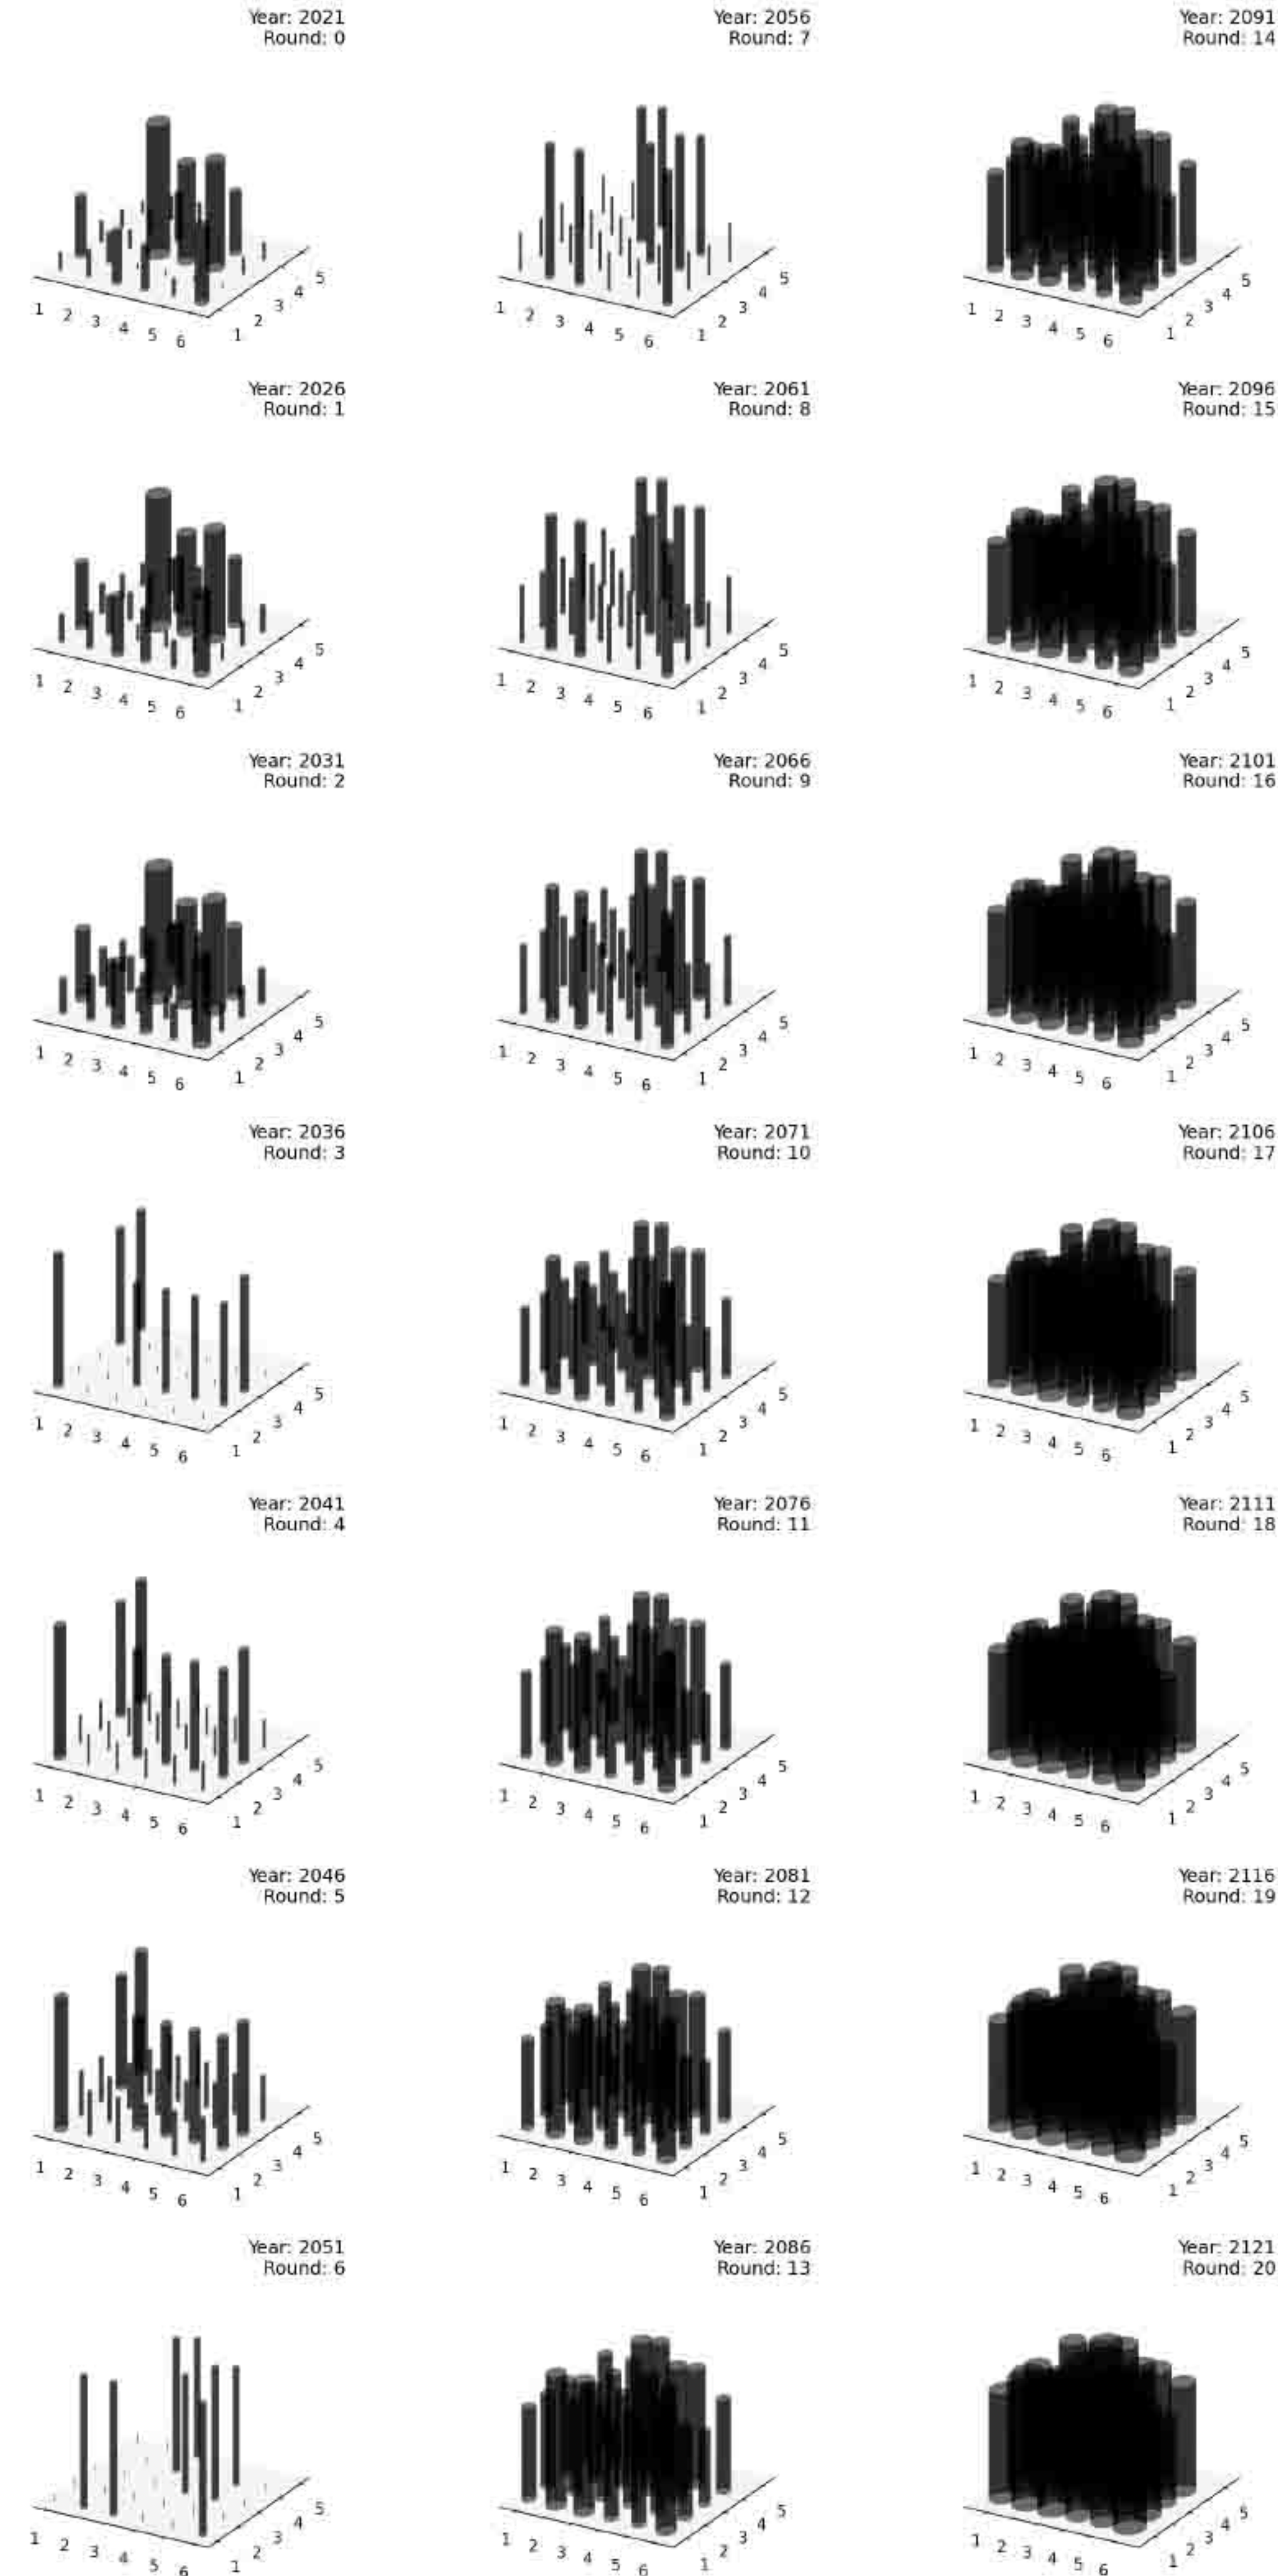 Year: 2021
Round: 0
1 2 3 4 5 6
1 2 3 4 5
Year: 2056
Round: 7
1 2 3 4 5 6
1 2 3 4 5
Year: 2091
Round: 14
1 2 3 4 5 6
1 2 3 4 5
Year: 2026
Round: 1
1 2 3 4 5 6
1 2 3 4 5
Year: 2061
Round: 8
1 2 3 4 5 6
1 2 3 4 5
Year: 2096
Round: 15
1 2 3 4 5 6
1 2 3 4 5
Year: 2031
Round: 2
1 2 3 4 5 6
1 2 3 4 5
Year: 2066
Round: 9
1 2 3 4 5 6
1 2 3 4 5
Year: 2101
Round: 16
1 2 3 4 5 6
1 2 3 4 5
Year: 2036
Round: 3
1 2 3 4 5 6
1 2 3 4 5
Year: 2071
Round: 10
1 2 3 4 5 6
1 2 3 4 5
Year: 2106
Round: 17
1 2 3 4 5 6
1 2 3 4 5
Year: 2041
Round: 4
1 2 3 4 5 6
1 2 3 4 5
Year: 2076
Round: 11
1 2 3 4 5 6
1 2 3 4 5
Year: 2111
Round: 18
1 2 3 4 5 6
1 2 3 4 5
Year: 2046
Round: 5
1 2 3 4 5 6
1 2 3 4 5
Year: 2081
Round: 12
1 2 3 4 5 6
1 2 3 4 5
Year: 2116
Round: 19
1 2 3 4 5 6
1 2 3 4 5
Year: 2051
Round: 6
1 2 3 4 5 6
1 2 3 4 5
Year: 2086
Round: 13
1 2 3 4 5 6
1 2 3 4 5
Year: 2121
Round: 20
1 2 3 4 5 6
1 2 3 4 5